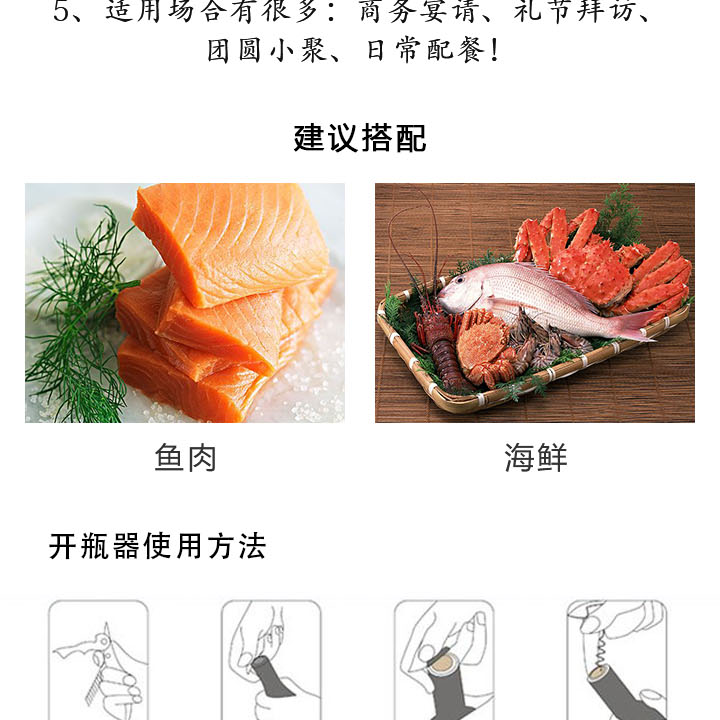 5、适用场合有很多：商务宴请、礼节拜访、
团圆小聚、日常配餐！
建议搭配
鱼肉
海鲜
开瓶器使用方法